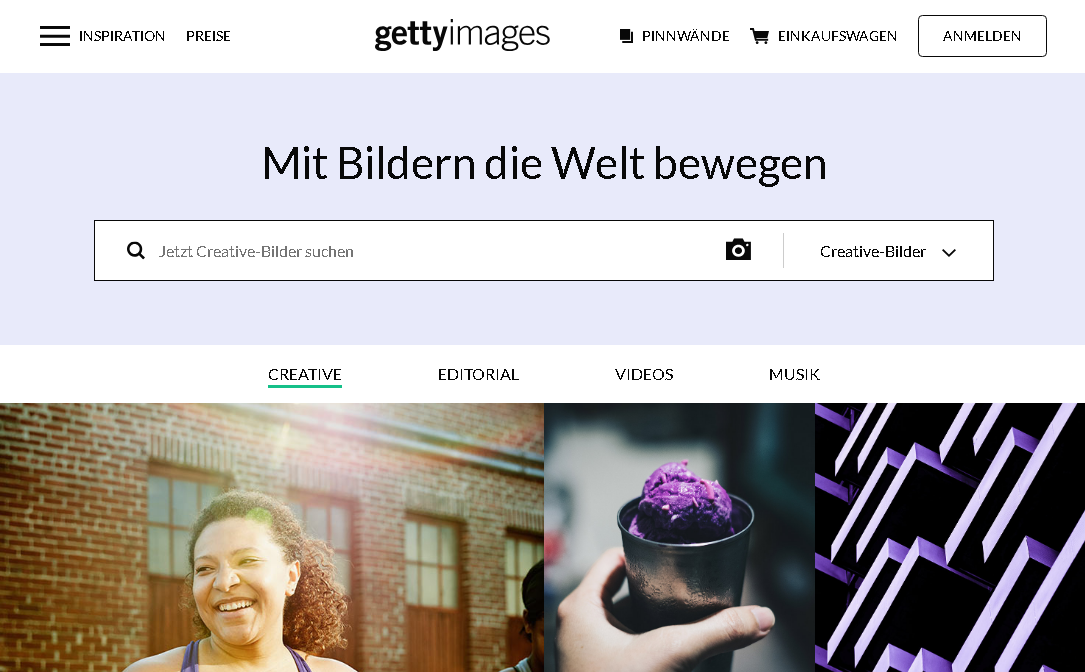 INSPIRATION PREISE gettyimages PINNWÄNDE EINKAUFSWAGEN ANMELDEN
Mit Bildern die Welt bewegen
Jetzt Creative-Bilder suchen Creative-Bilder
CREATIVE EDITORIAL VIDEOS MUSIK